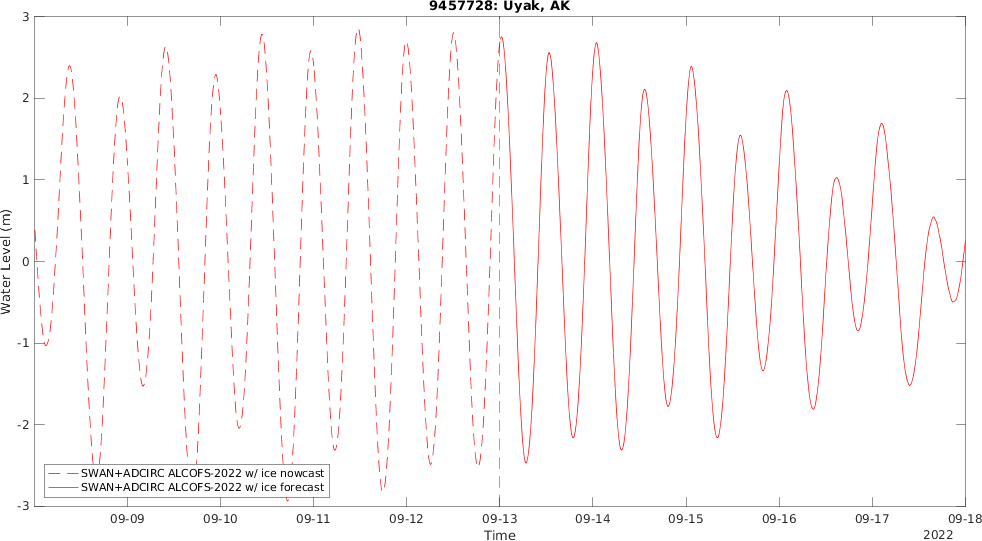 9457728: Uyak, AK
3
2
1
0
-1
-2
-3
Water Level (m)
SWAN+ADCIRC ALCOFS-2022 w/ ice nowcast
SWAN+ADCIRC ALCOFS-2022 w/ ice forecast
09-09 09-10 09-11 09-12 09-13 09-14 09-15 09-16 09-17 09-18
Time
2022